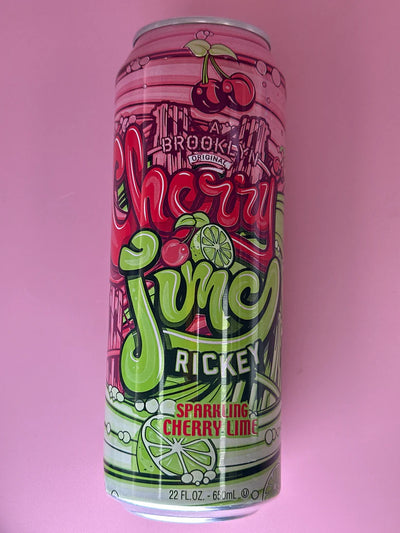 A
BROOKLYN
ORIGINAL
Cherry
Lime
RICKEY
SPARKLING
CHERRY LIME
22 FL.OZ. - 650mL